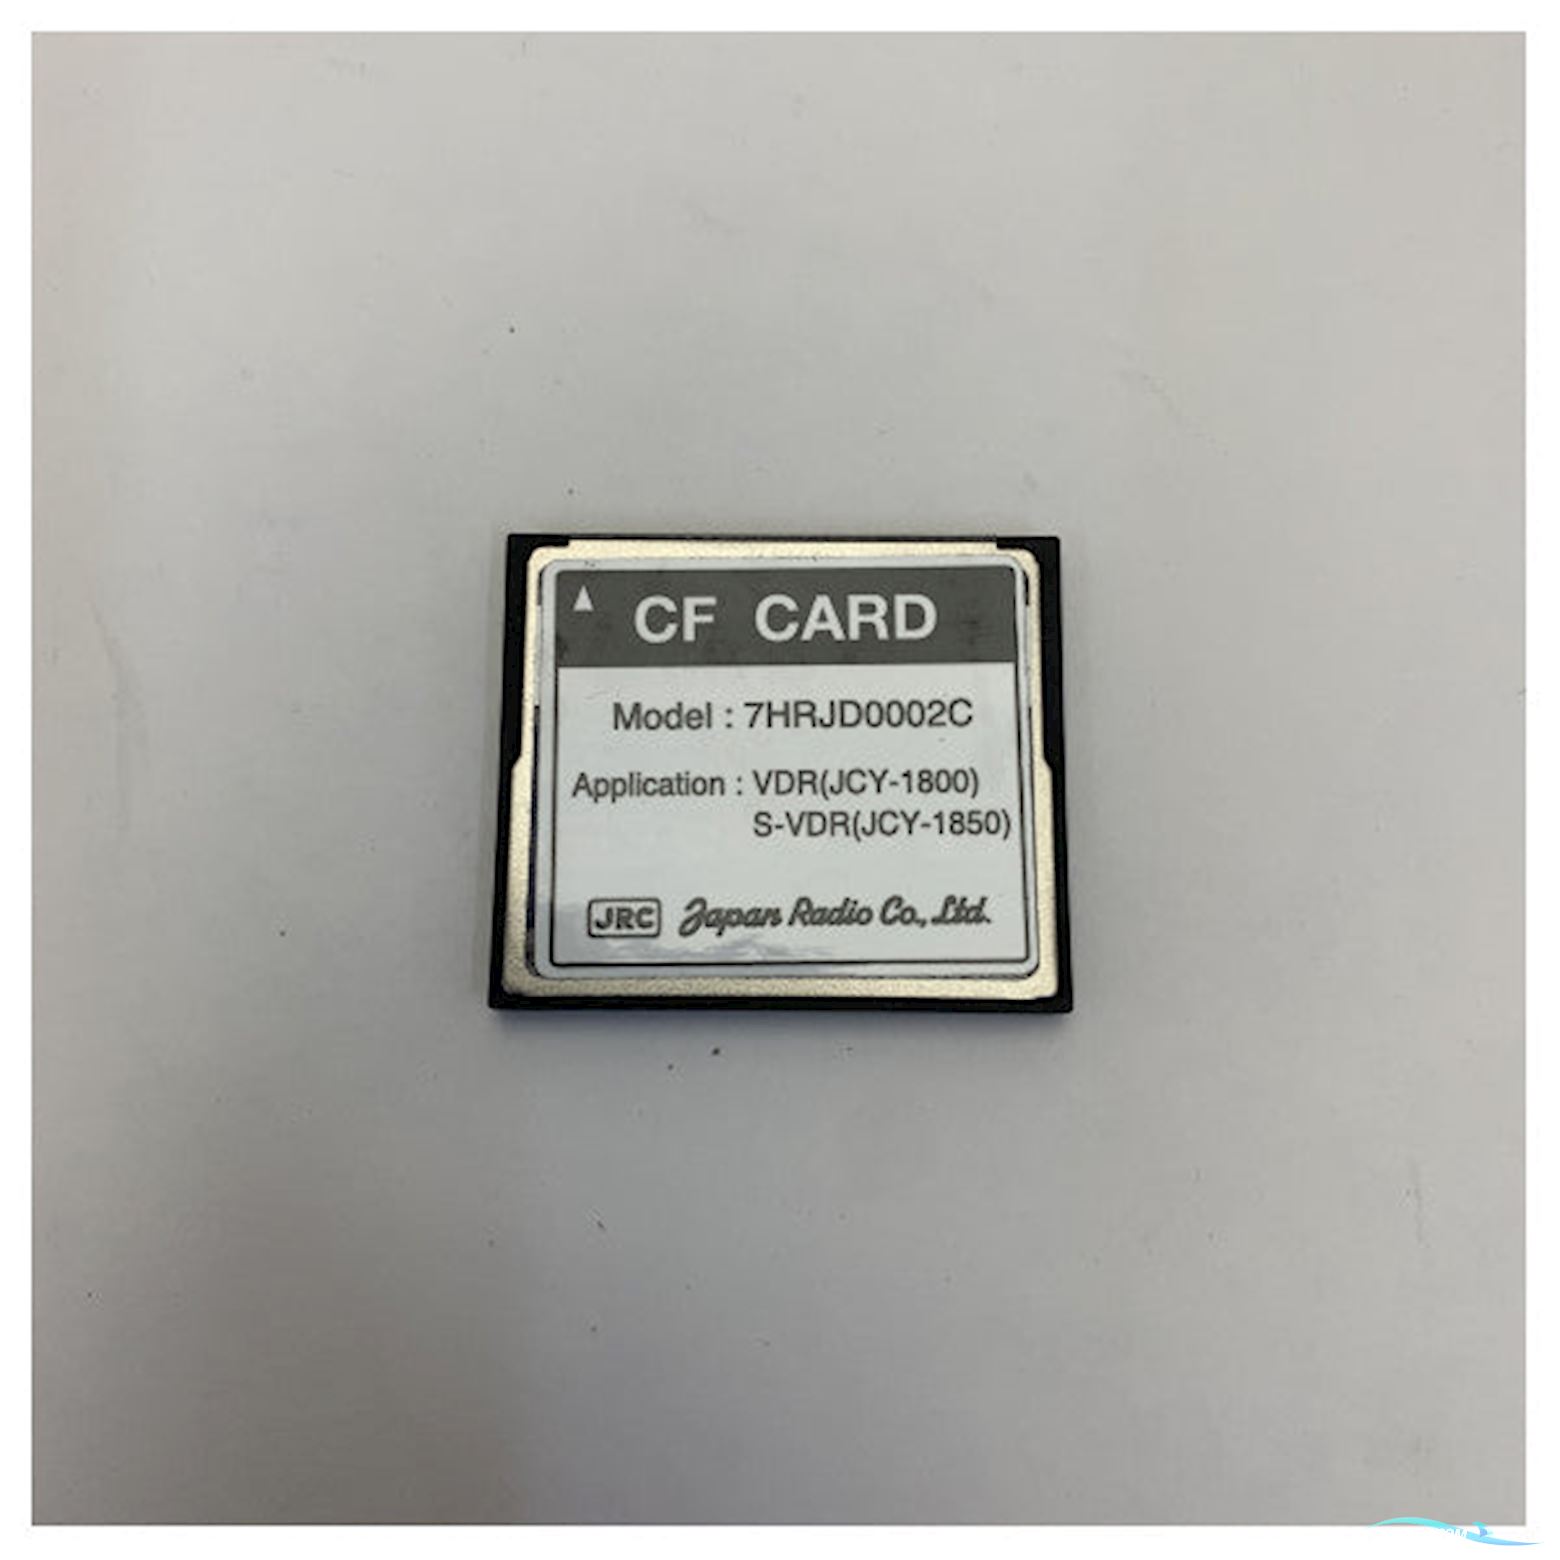 CF CARD
Model : 7HRJD0002C
Application : VDR(JCY-1800)
S-VDR(JCY-1850)
JRC Japan Radio Co., Ltd.